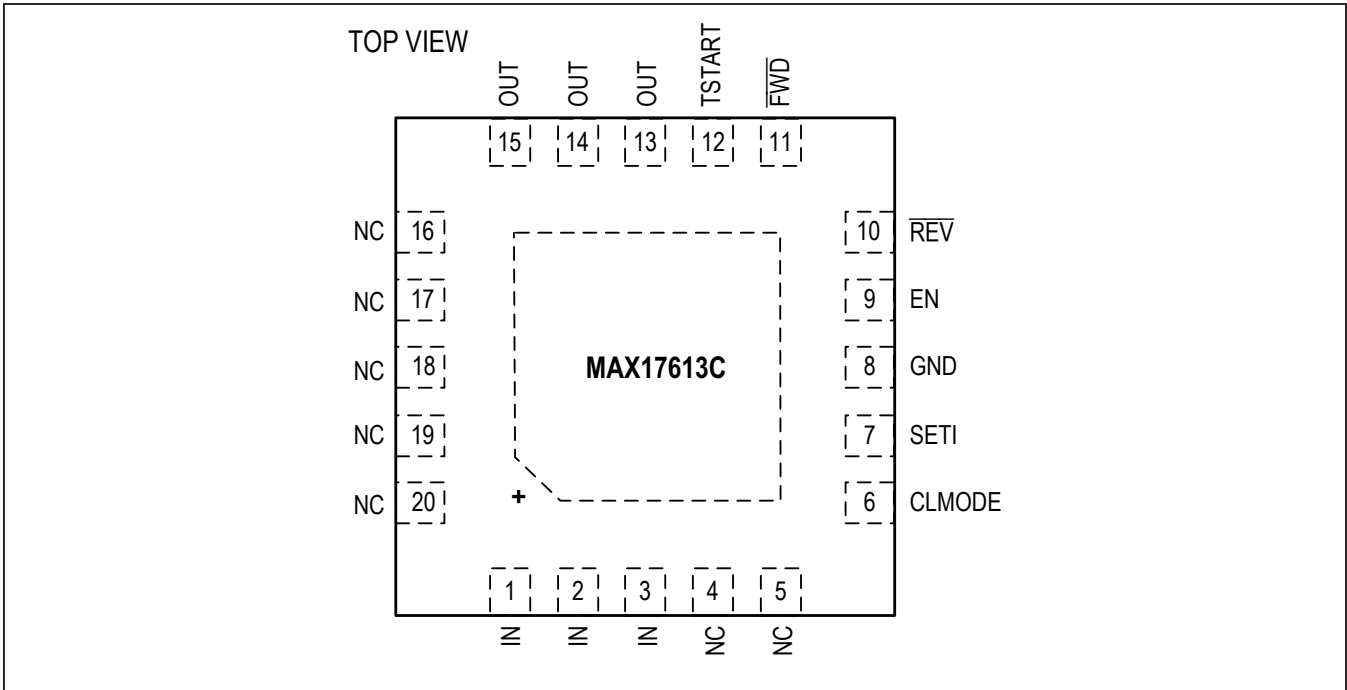 TOP VIEW
OUT
OUT
OUT
TSTART
F̅W̅D̅
15
14
13
12
11
NC 16
10 R̅E̅V̅
NC 17
9 EN
NC 18
MAX17613C
8 GND
NC 19
7 SETI
NC 20
+
6 CLMODE
1
2
3
4
5
IN
IN
IN
NC
NC